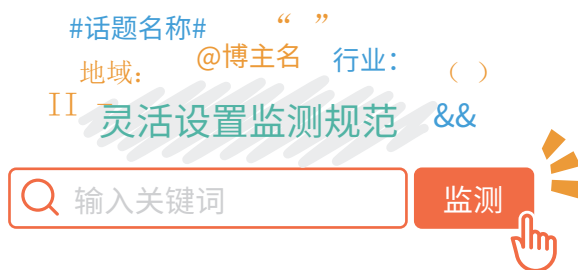 #话题名称#
“ ”
@博主名
行业：
地域：
（ ）
II －
灵活设置监测规范
&&
输入关键词
监测